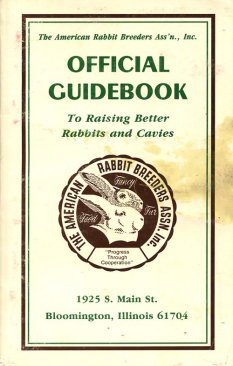 The American Rabbit Breeders Ass'n., Inc.
OFFICIAL
GUIDEBOOK
To Raising Better
Rabbits and Cavies
THE AMERICAN RABBIT BREEDERS ASSN. INC.
Fancy
Food
Fur
"Progress
Through
Cooperation"
1925 S. Main St.
Bloomington, Illinois 61704